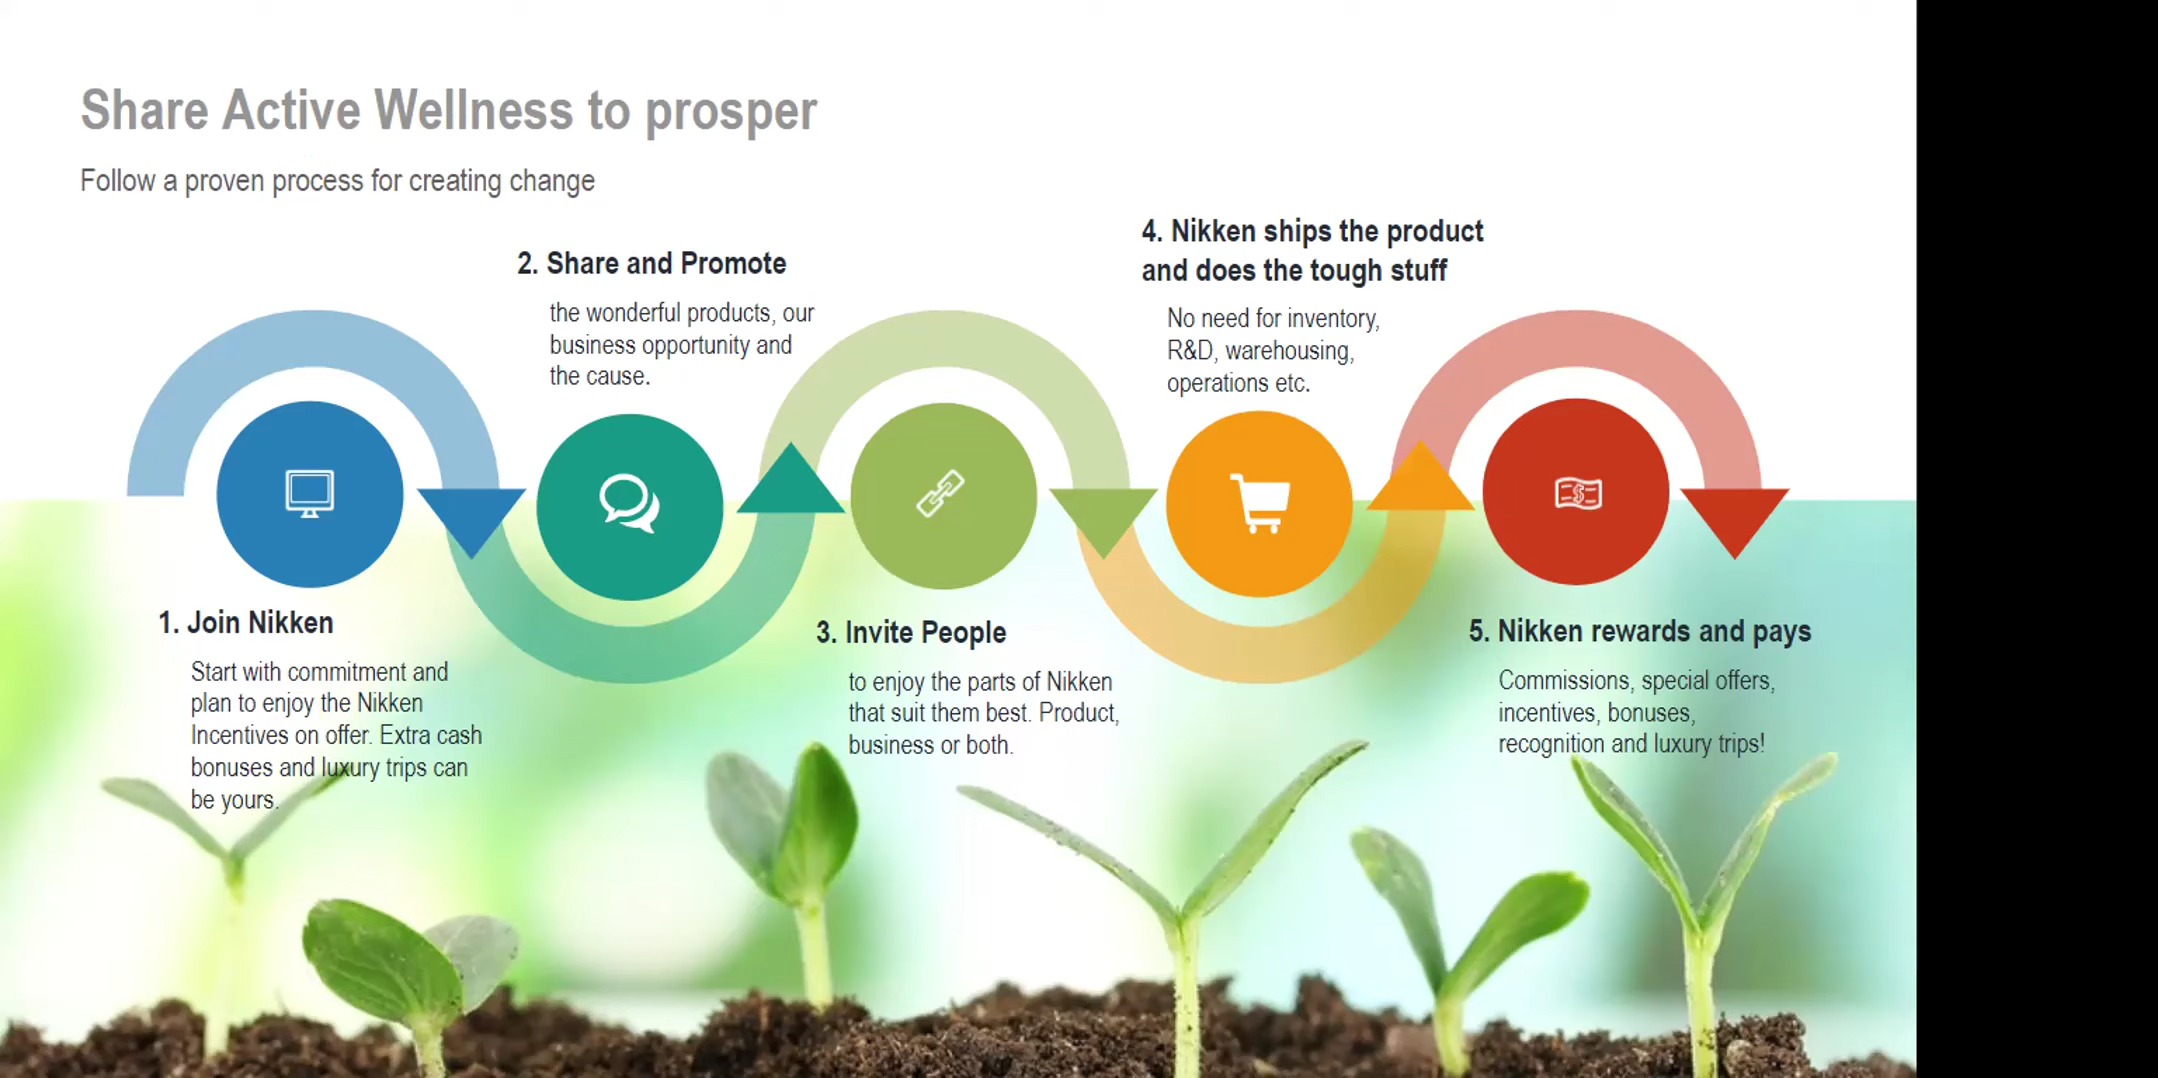 Share Active Wellness to prosper
Follow a proven process for creating change
1. Join Nikken
Start with commitment and
plan to enjoy the Nikken
Incentives on offer. Extra cash
bonuses and luxury trips can
be yours.
2. Share and Promote
the wonderful products, our
business opportunity and
the cause.
3. Invite People
to enjoy the parts of Nikken
that suit them best. Product,
business or both.
4. Nikken ships the product
and does the tough stuff
No need for inventory,
R&D, warehousing,
operations etc.
5. Nikken rewards and pays
Commissions, special offers,
incentives, bonuses,
recognition and luxury trips!